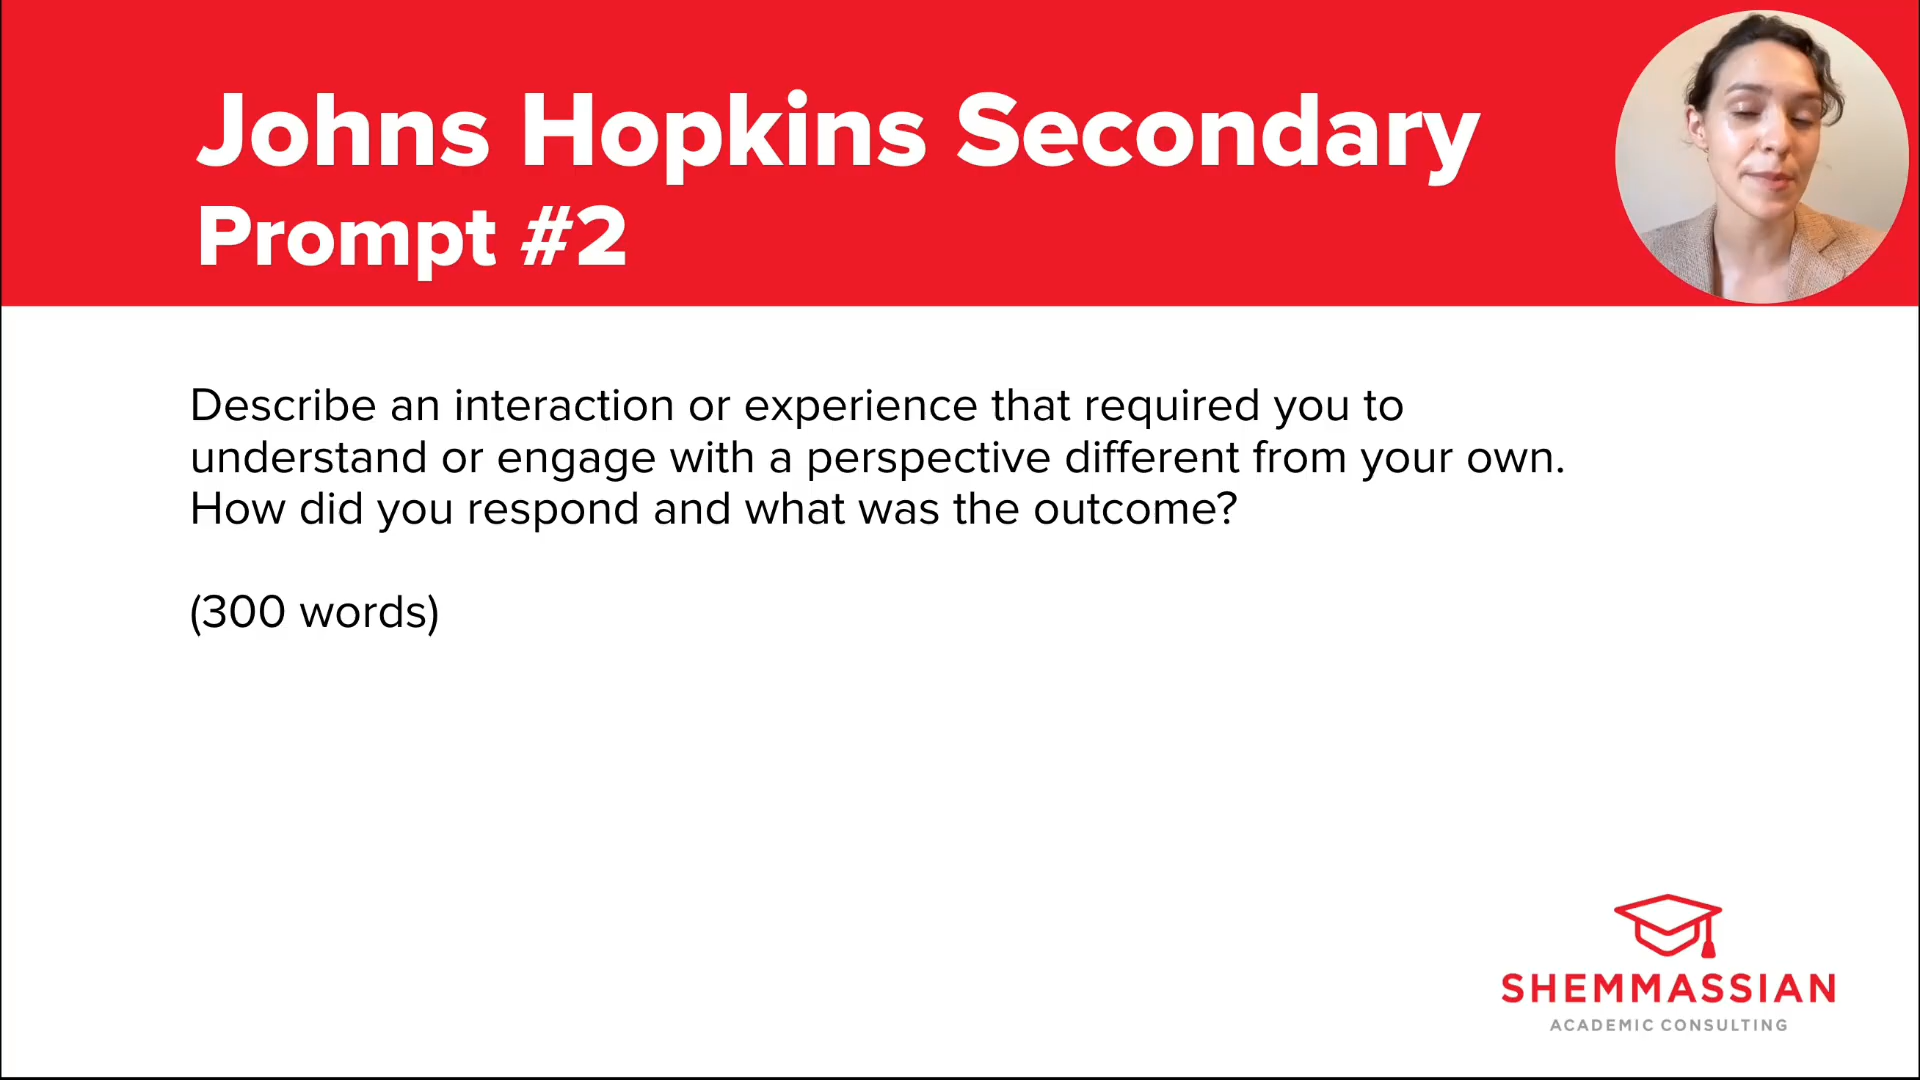 Johns Hopkins Secondary
Prompt #2
Describe an interaction or experience that required you to
understand or engage with a perspective different from your own.
How did you respond and what was the outcome?
(300 words)
SHEMMASSIAN
ACADEMIC CONSULTING